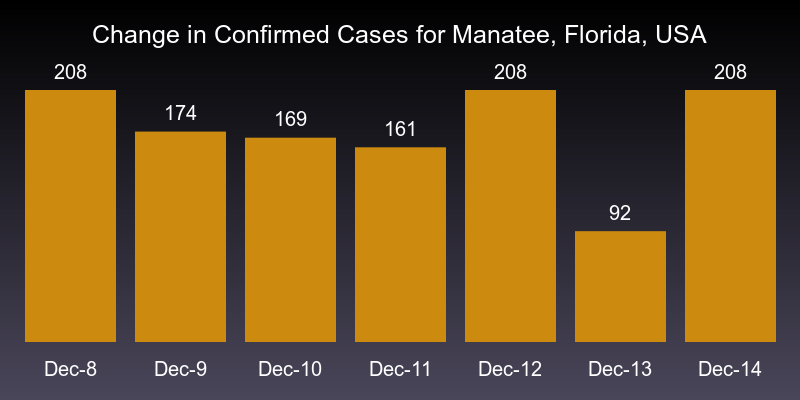 Change in Confirmed Cases for Manatee, Florida, USA
208
174
169
161
208
92
208
Dec-8
Dec-9
Dec-10
Dec-11
Dec-12
Dec-13
Dec-14